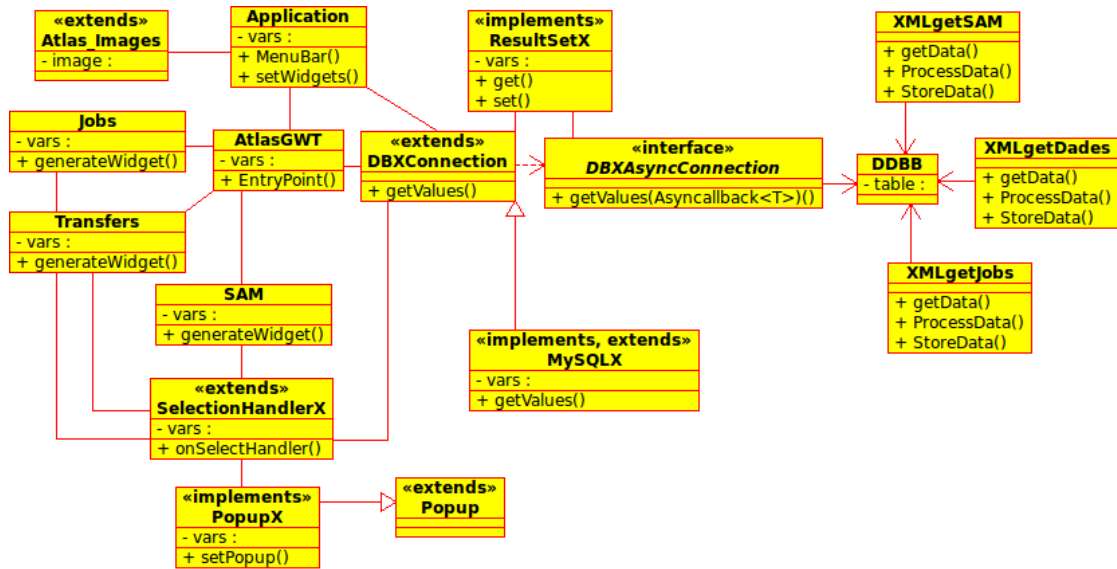 «extends»
Atlas_Images
- image :
Application
- vars :
+ MenuBar()
+ setWidgets()
«implements»
ResultSetX
- vars :
+ get()
+ set()
XMLgetSAM
+ getData()
+ ProcessData()
+ StoreData()
Jobs
- vars :
+ generateWidget()
AtlasGWT
- vars :
+ EntryPoint()
«extends»
DBXConnection
+ getValues()
«interface»
DBXAsyncConnection
+ getValues(Asyncallback<T>)()
DDBB
- table :
XMLgetDades
+ getData()
+ ProcessData()
+ StoreData()
Transfers
- vars :
+ generateWidget()
XMLgetJobs
+ getData()
+ ProcessData()
+ StoreData()
SAM
- vars :
+ generateWidget()
«implements, extends»
MySQLX
- vars :
+ getValues()
«extends»
SelectionHandlerX
- vars :
+ onSelectHandler()
«implements»
PopupX
- vars :
+ setPopup()
«extends»
Popup